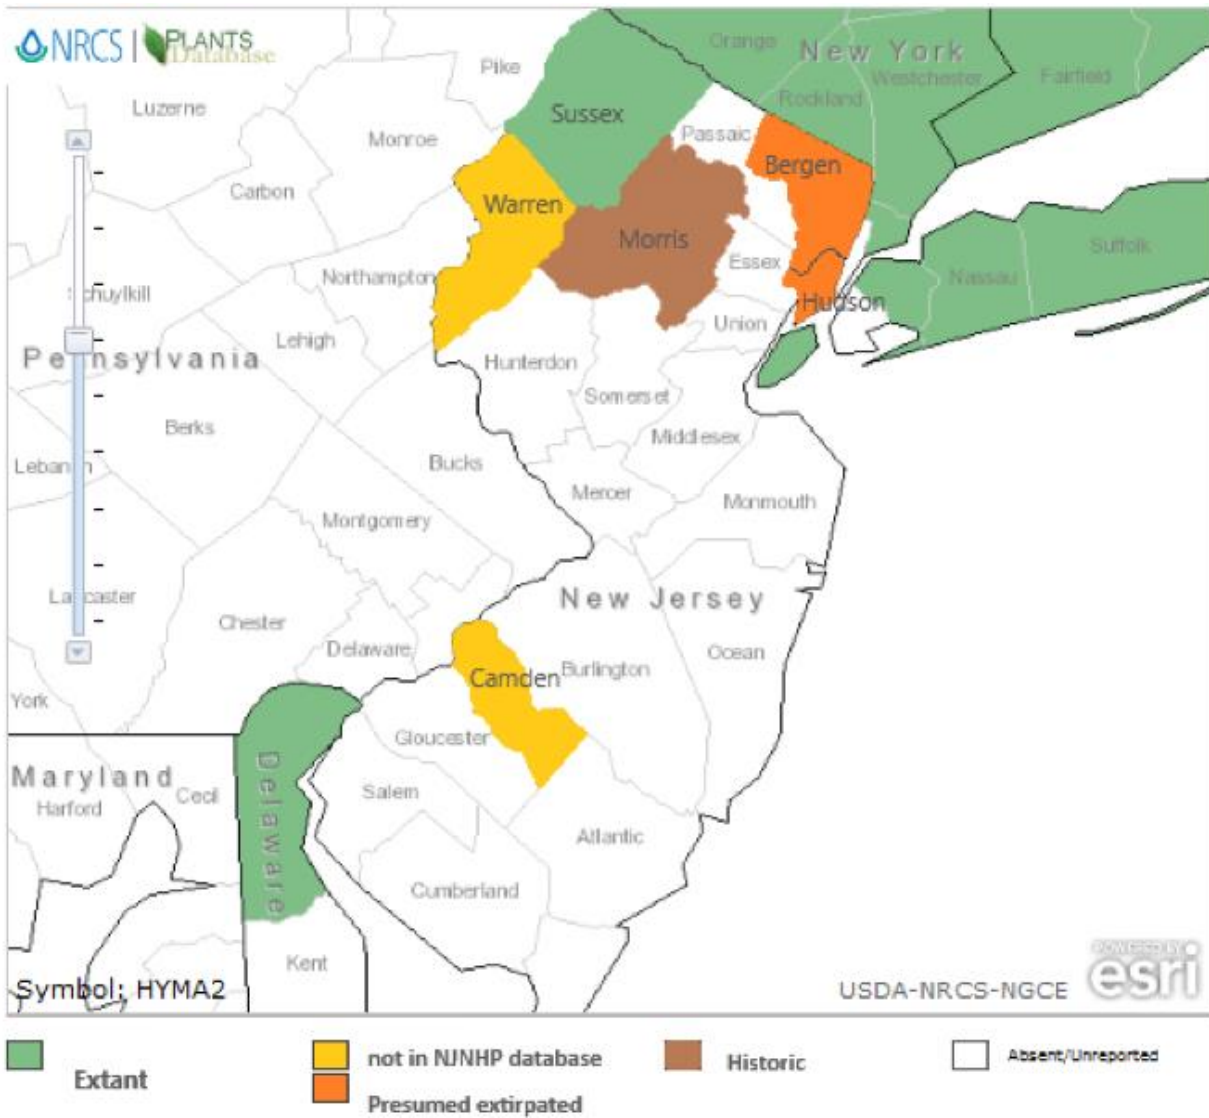 NRCS | PLANTS
Database
Orange
New York
Pike
Westchester
Fairfield
Luzerne
Rockland
Sussex
Passaic
Monroe
Bergen
Carbon
Warren
Morris
Suffolk
Essex
Northampton
Nassau
Schuylkill
Hudson
Union
Lehigh
Pennsylvania
Hunterdon
Somerset
Berks
Middlesex
Lebanon
Bucks
Mercer
Monmouth
Montgomery
Lancaster
New Jersey
Chester
Delaware
Ocean
Burlington
Camden
York
Gloucester
Delaware
Maryland
Cecil
Salem
Harford
Atlantic
Cumberland
Kent
POWERED BY
esri
Symbol: HYMA2
USDA-NRCS-NGCE
Extant
not in NJNHP database
Historic
Absent/Unreported
Presumed extirpated